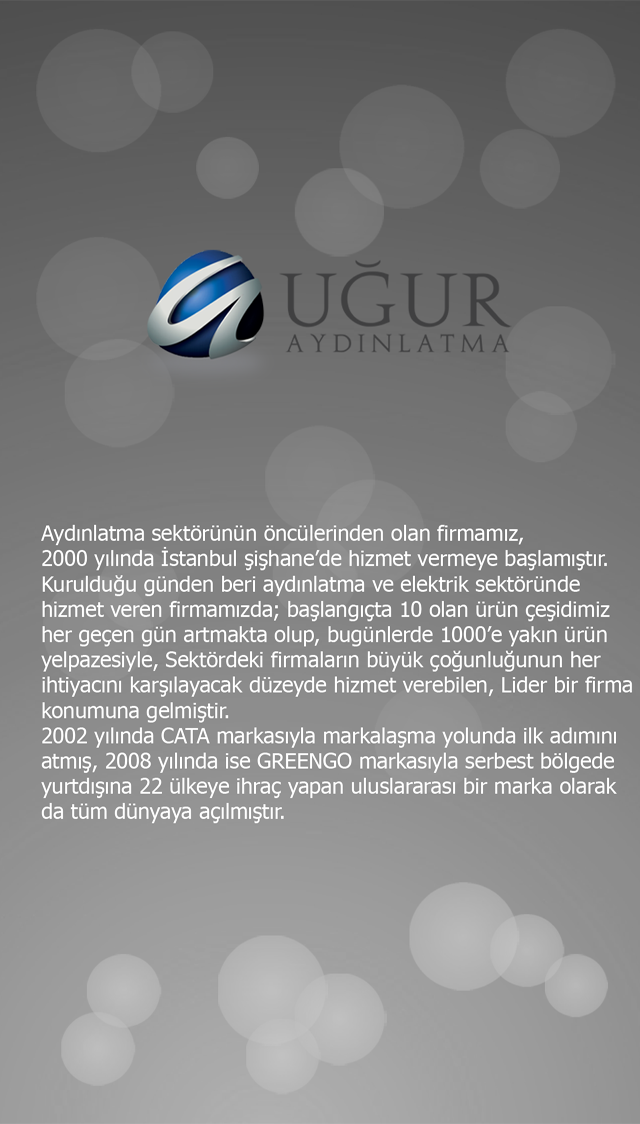 UĞUR
AYDINLATMA
Aydınlatma sektörünün öncülerinden olan firmamız,
2000 yılında İstanbul şişhane’de hizmet vermeye başlamıştır.
Kurulduğu günden beri aydınlatma ve elektrik sektöründe
hizmet veren firmamızda; başlangıçta 10 olan ürün çeşidimiz
her geçen gün artmakta olup, bugünlerde 1000’e yakın ürün
yelpazesiyle, Sektördeki firmaların büyük çoğunluğunun her
ihtiyacını karşılayacak düzeyde hizmet verebilen, Lider bir firma
konumuna gelmiştir.
2002 yılında CATA markasıyla markalaşma yolunda ilk adımını
atmış, 2008 yılında ise GREENGO markasıyla serbest bölgede
yurtdışına 22 ülkeye ihraç yapan uluslararası bir marka olarak
da tüm dünyaya açılmıştır.